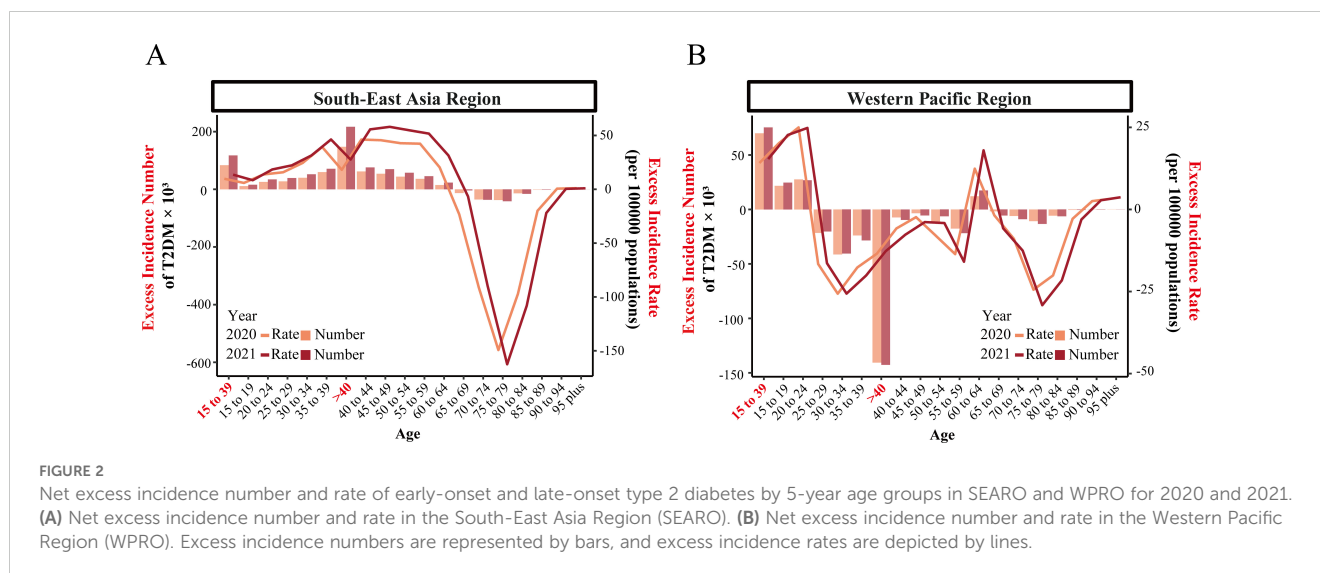 A
B
South-East Asia Region
Western Pacific Region
Excess Incidence Number
of T2DM × 10³
200
0
-200
-400
-600
50
0
-50
-100
-150
Excess Incidence Rate
(per 1000000 populations)
Year
2020 Rate Number
2021 Rate Number
15 to 39
15 to 19
20 to 24
25 to 29
30 to 34
35 to 39
>40
40 to 44
45 to 49
50 to 54
55 to 59
60 to 64
65 to 69
70 to 74
75 to 79
80 to 84
85 to 89
90 to 94
95 plus
Age
Excess Incidence Number
of T2DM × 10³
50
0
-50
-100
-150
25
0
-25
-50
Excess Incidence Rate
(per 1000000 populations)
Year
2020 Rate Number
2021 Rate Number
15 to 39
15 to 19
20 to 24
25 to 29
30 to 34
35 to 39
>40
40 to 44
45 to 49
50 to 54
55 to 59
60 to 64
65 to 69
70 to 74
75 to 79
80 to 84
85 to 89
90 to 94
95 plus
Age
FIGURE 2
Net excess incidence number and rate of early-onset and late-onset type 2 diabetes by 5-year age groups in SEARO and WPRO for 2020 and 2021.
(A) Net excess incidence number and rate in the South-East Asia Region (SEARO). (B) Net excess incidence number and rate in the Western Pacific
Region (WPRO). Excess incidence numbers are represented by bars, and excess incidence rates are depicted by lines.